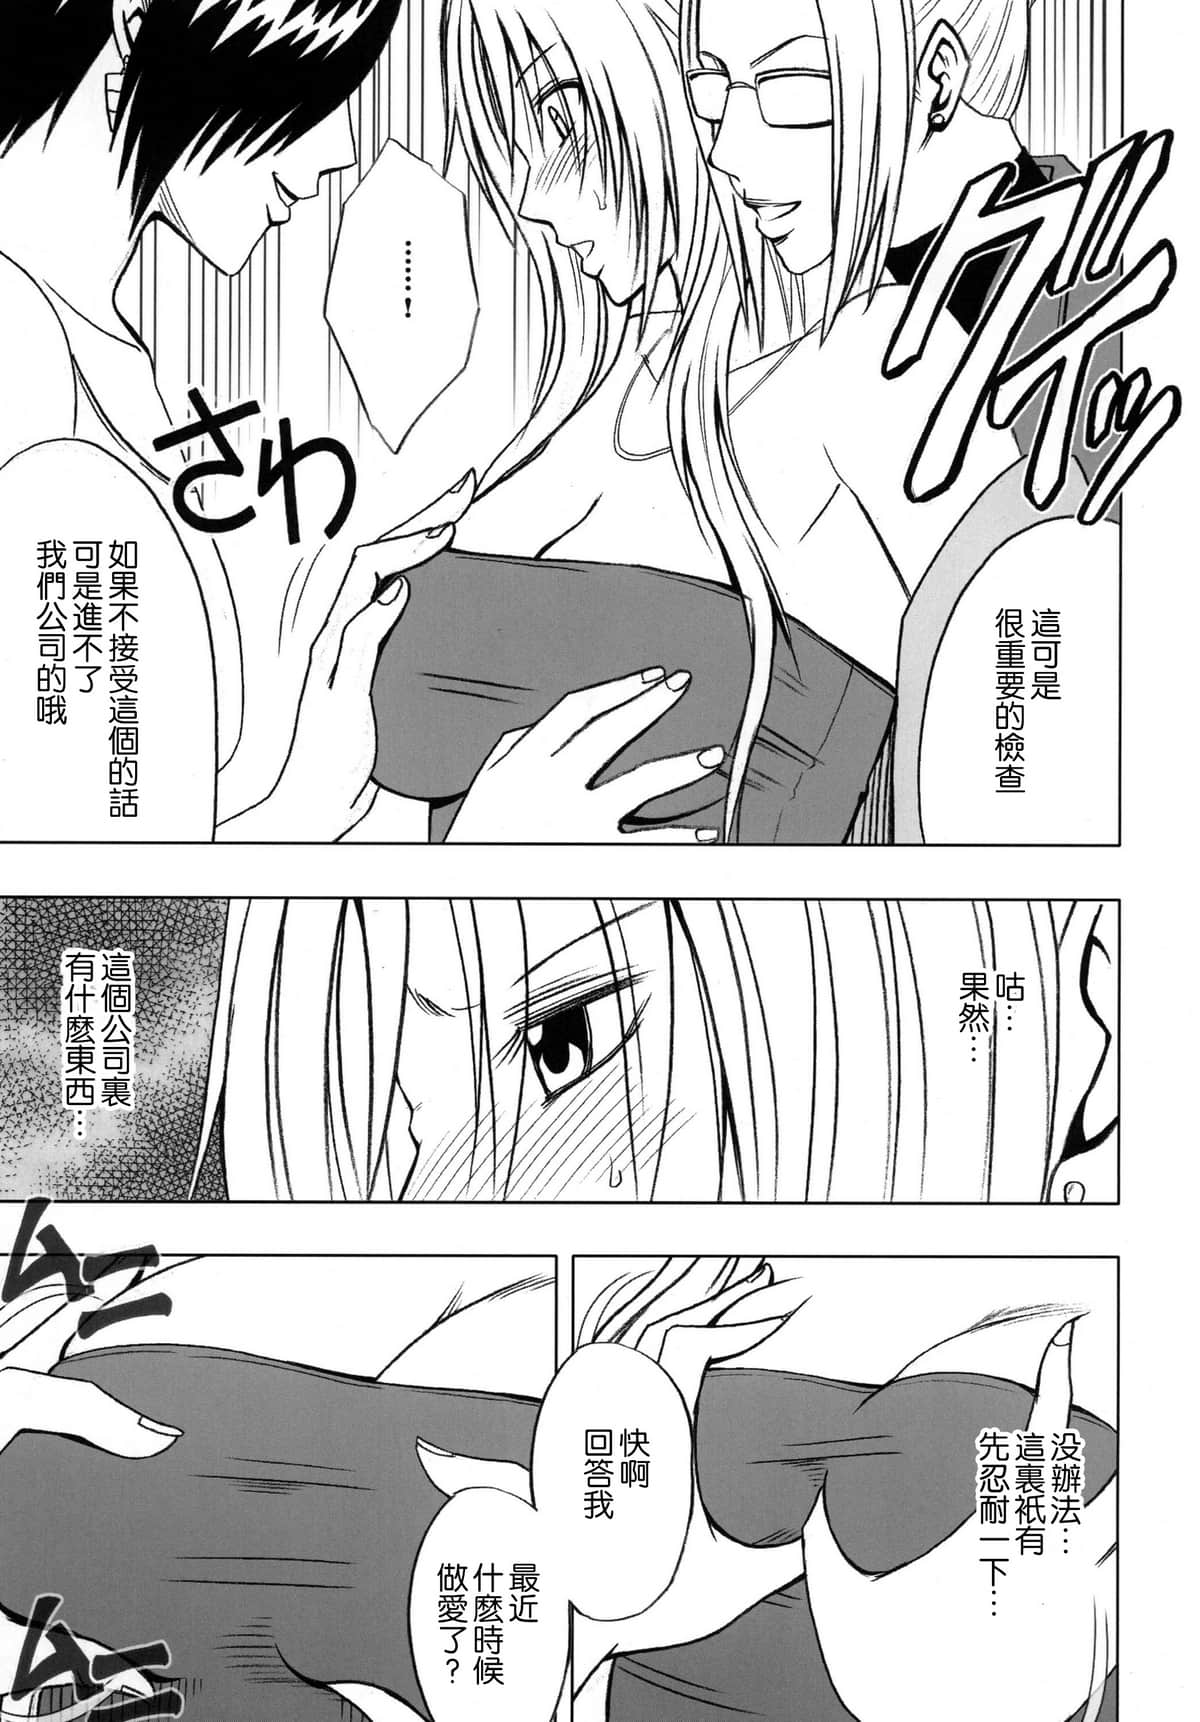 グイッ
這可是
很重要的檢查
……!
さわ
如果不接受這個的話
可是進不了
我們公司的哦
咕…
果然…
這個公司裏
有什麼東西…
没辦法…
這裏衹有
先忍耐一下…
快啊
回答我
最近
什麼時候
做愛了?
ムニ
ムニ